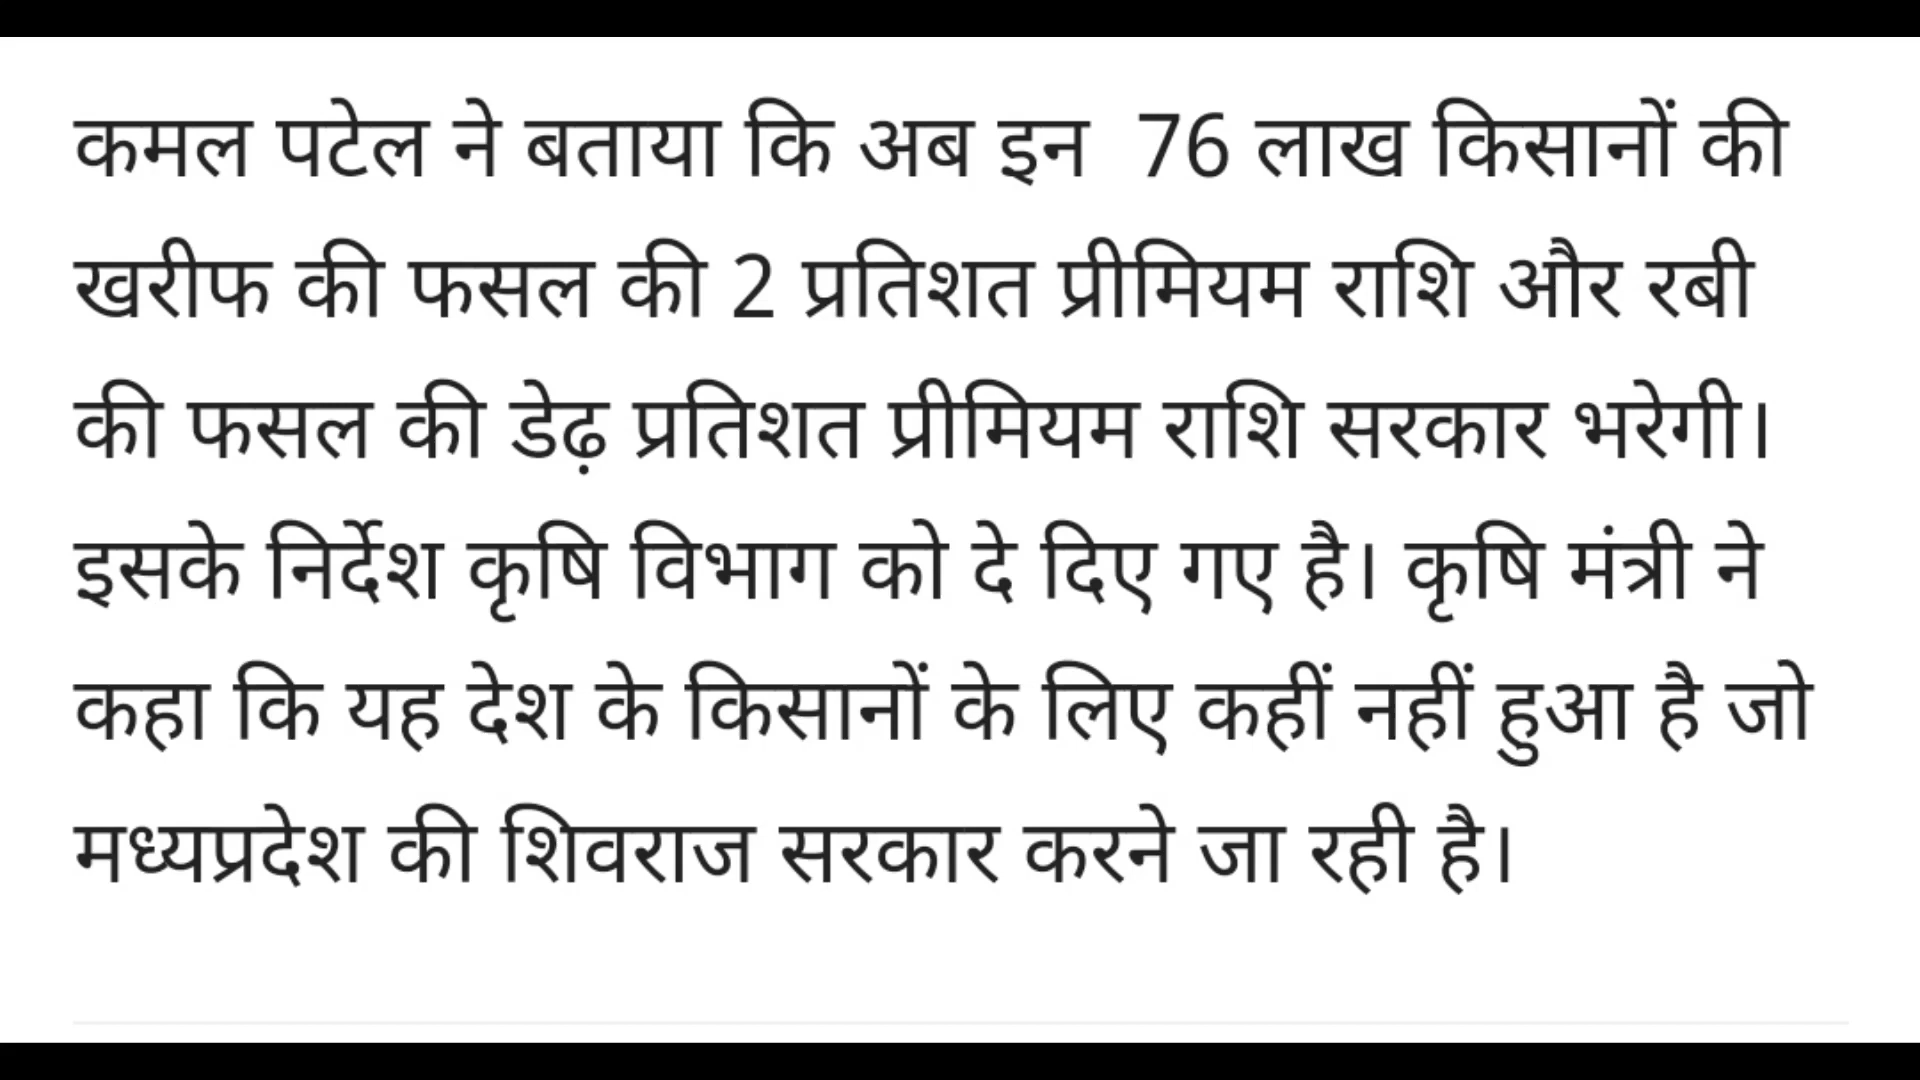 कमल पटेल ने बताया कि अब इन 76 लाख किसानों की
खरीफ की फसल की 2 प्रतिशत प्रीमियम राशि और रबी
की फसल की डेढ़ प्रतिशत प्रीमियम राशि सरकार भरेगी।
इसके निर्देश कृषि विभाग को दे दिए गए है। कृषि मंत्री ने
कहा कि यह देश के किसानों के लिए कहीं नहीं हुआ है जो
मध्यप्रदेश की शिवराज सरकार करने जा रही है।